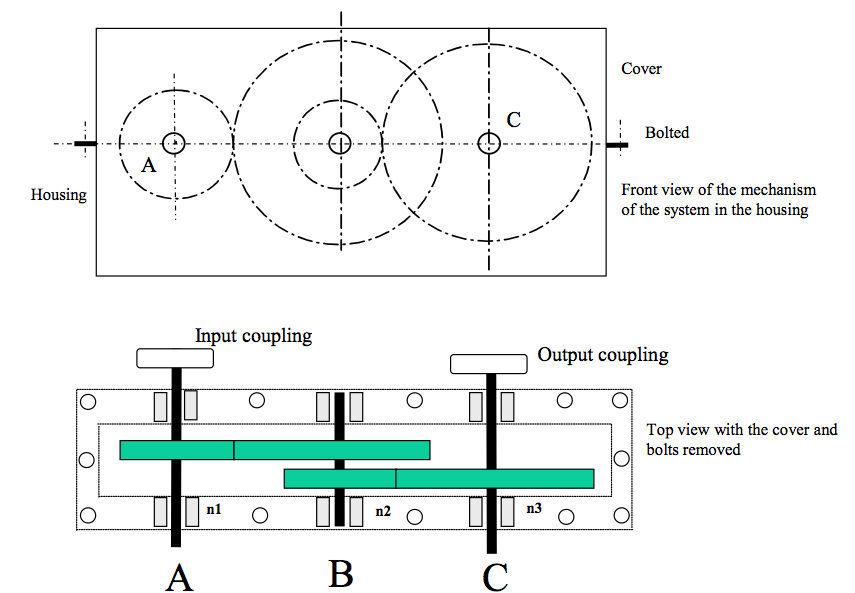 Cover
C
Bolted
A
Housing
Front view of the mechanism
of the system in the housing
Input coupling
Output coupling
Top view with the cover and
bolts removed
n1
n2
n3
A
B
C